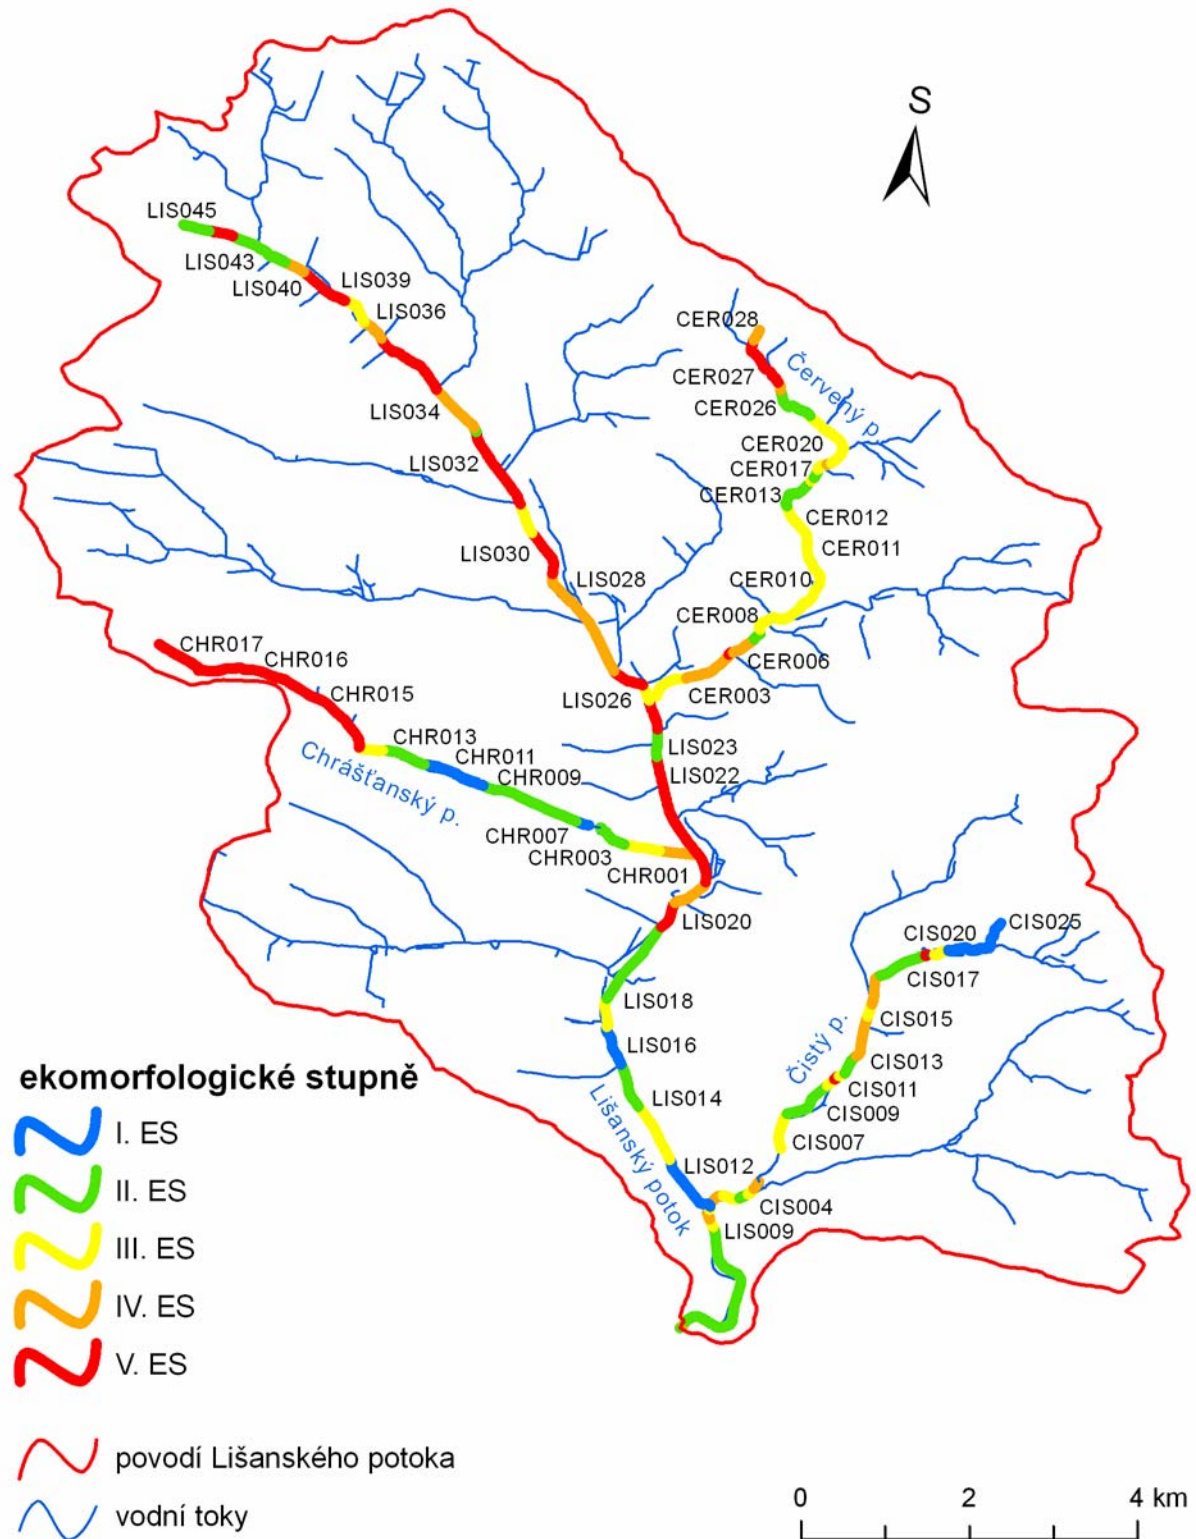 S
LIS045
LIS043
LIS040
LIS039
LIS036
CER028
Červený p.
CER027
CER026
LIS034
CER020
LIS032
CER017
CER013
CER012
LIS030
CER011
LIS028
CER010
CER008
CER006
CHR017
CHR016
CHR015
LIS026
CER003
CHR013
LIS023
CHR011
LIS022
Chrášťanský p.
CHR009
CHR007
CHR003
CHR001
LIS020
CIS025
CIS020
CIS017
LIS018
CIS015
LIS016
Čistý p.
CIS013
CIS011
LIS014
CIS009
Lišanský potok
CIS007
LIS012
CIS004
LIS009
ekomorfologické stupně
I. ES
II. ES
III. ES
IV. ES
V. ES
povodí Lišanského potoka
vodní toky
0 2 4 km